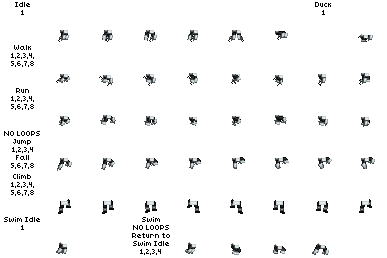 Idle
1
Duck
1
Walk
1,2,3,4,
5,6,7,8
Run
1,2,3,4,
5,6,7,8
NO LOOPS
Jump
1,2,3,4
Fall
5,6,7,8
Climb
1,2,3,4,
5,6,7,8
Swim Idle
1
Swim
NO LOOPS
Return to
Swim Idle
1,2,3,4